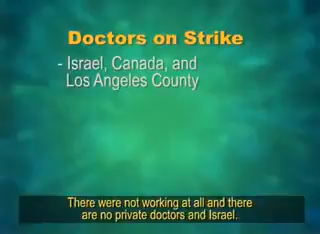 Doctors on Strike
- Israel, Canada, and
Los Angeles County
There were not working at all and there
are no private doctors and Israel.